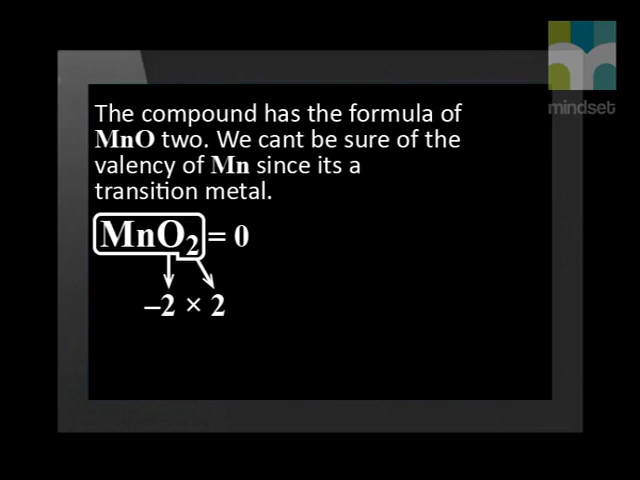 mindset
The compound has the formula of
MnO two. We cant be sure of the
valency of Mn since its a
transition metal.
MnO₂ = 0
–2 × 2